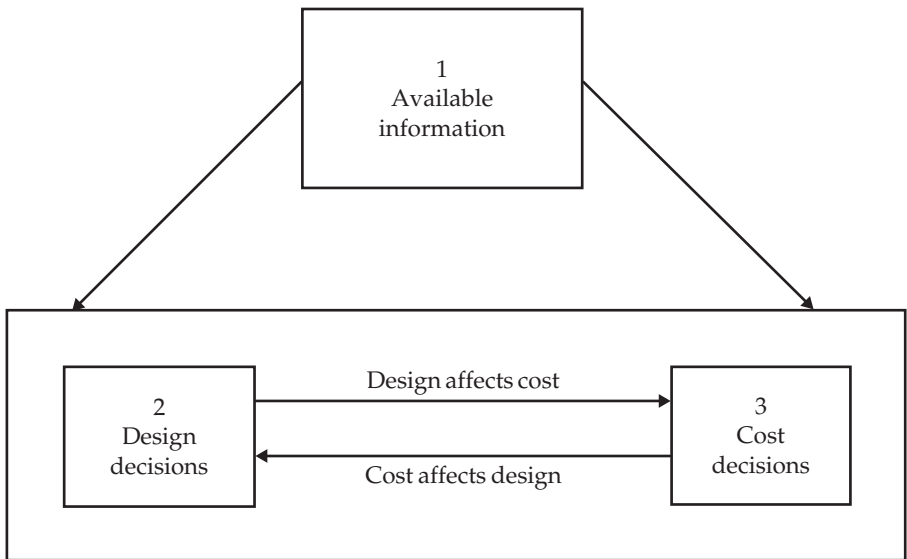 1
Available
information
Design affects cost
2
Design
decisions
3
Cost
decisions
Cost affects design